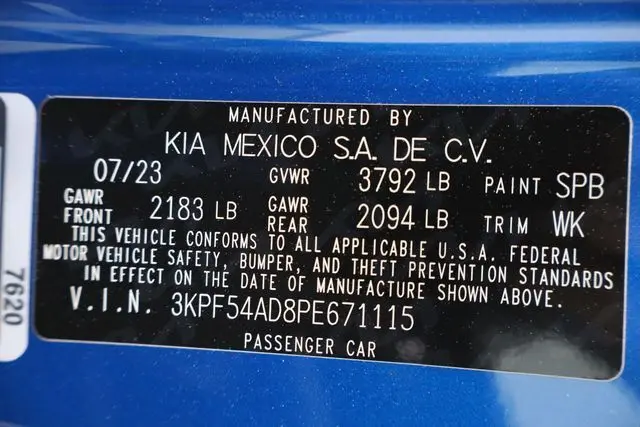 MANUFACTURED BY
KIA MEXICO S.A. DE C.V.
07/23 GVWR 3792 LB PAINT SPB
GAWR FRONT 2183 LB GAWR REAR 2094 LB TRIM WK
THIS VEHICLE CONFORMS TO ALL APPLICABLE U.S.A. FEDERAL
MOTOR VEHICLE SAFETY, BUMPER, AND THEFT PREVENTION STANDARDS
IN EFFECT ON THE DATE OF MANUFACTURE SHOWN ABOVE.
V.I.N. 3KPF54AD8PE671115
PASSENGER CAR
7620